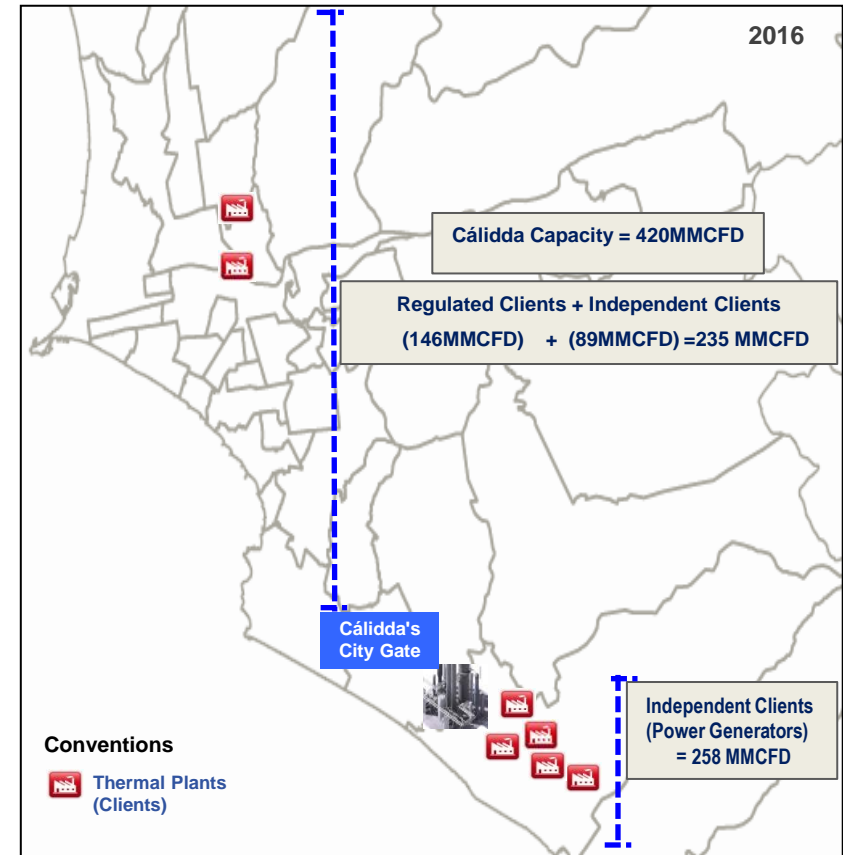 2016
Cálidda Capacity = 420MMCFD
Regulated Clients + Independent Clients
(146MMCFD) + (89MMCFD) =235 MMCFD
Cálidda's
City Gate
Independent Clients
(Power Generators)
= 258 MMCFD
Conventions
Thermal Plants
(Clients)